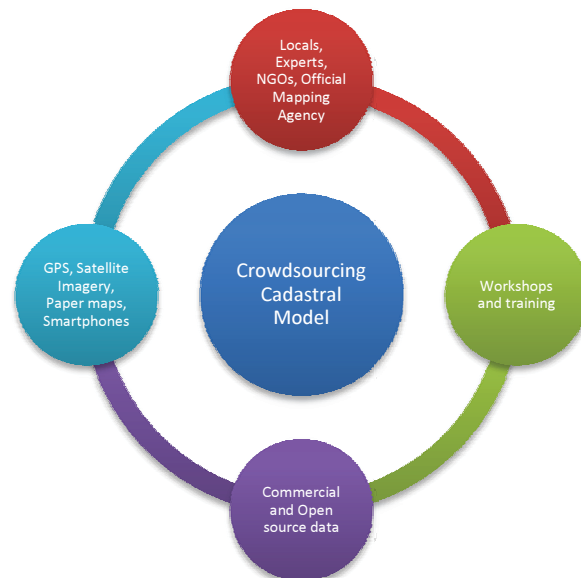 Locals,
Experts,
NGOs, Official
Mapping
Agency
GPS, Satellite
Imagery,
Paper maps,
Smartphones
Crowdsourcing
Cadastral
Model
Workshops
and training
Commercial
and Open
source data